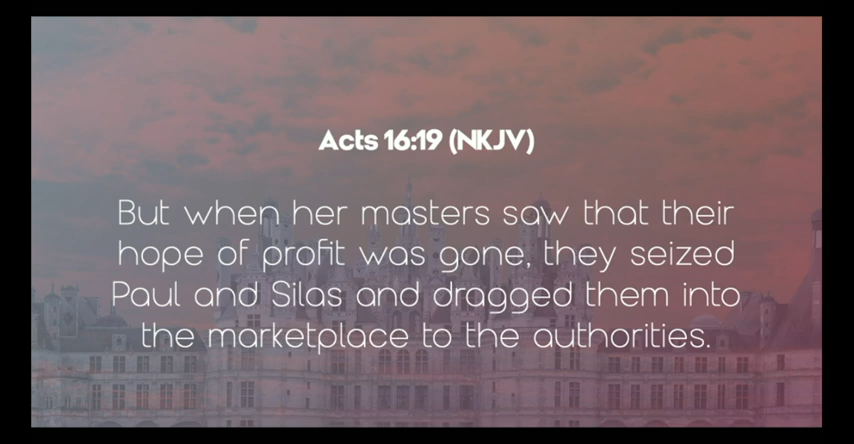 Acts 16:19 (NKJV)
But when her masters saw that their
hope of profit was gone, they seized
Paul and Silas and dragged them into
the marketplace to the authorities.